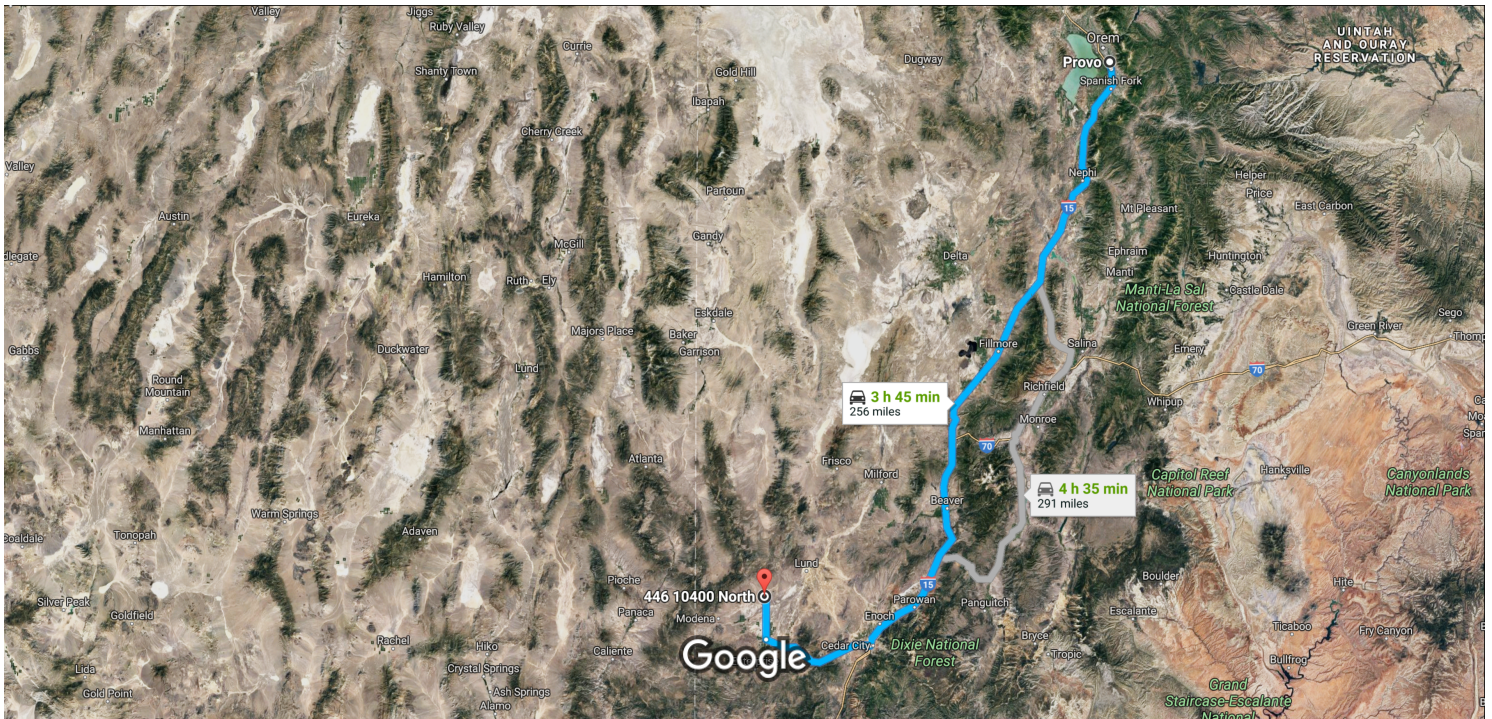 Valley
Jiggs
Ruby Valley
Currie
Shanty Town
Gold Hill
Ibapah
Dugway
Orem
Provo
Spanish Fork
UINTAH
AND OURAY
RESERVATION
Cherry Creek
Valley
Partoun
Nephi
Helper
Price
East Carbon
Austin
Eureka
15
Mt Pleasant
McGill
Gandy
Delta
Ephraim
Huntington
Manti
Hamilton
Ruth
Ely
Manti-La Sal
National Forest
Castle Dale
Eskdale
Sego
Green River
Majors Place
Baker
Garrison
Fillmore
Salina
Emery
Gabbs
Duckwater
Lund
70
Round
Mountain
Richfield
Whipup
3 h 45 min
256 miles
Monroe
Manhattan
70
Atlanta
Frisco
Milford
Capitol Reef
National Park
Hanksville
Canyonlands
National Park
4 h 35 min
291 miles
Beaver
Warm Springs
Adaven
Tonopah
Coaldale
Lund
Pioche
446 10400 North
15
Boulder
Hite
Silver Peak
Goldfield
Panaca
Modena
Parowan
Panguitch
Escalante
Enoch
Ticaboo
Fry Canyon
Rachel
Hiko
Caliente
Google
Cedar City
Dixie National
Forest
Bryce
Tropic
Bullfrog
Lida
Crystal Springs
Gold Point
Ash Springs
Alamo
Grand
Staircase-Escalante
National